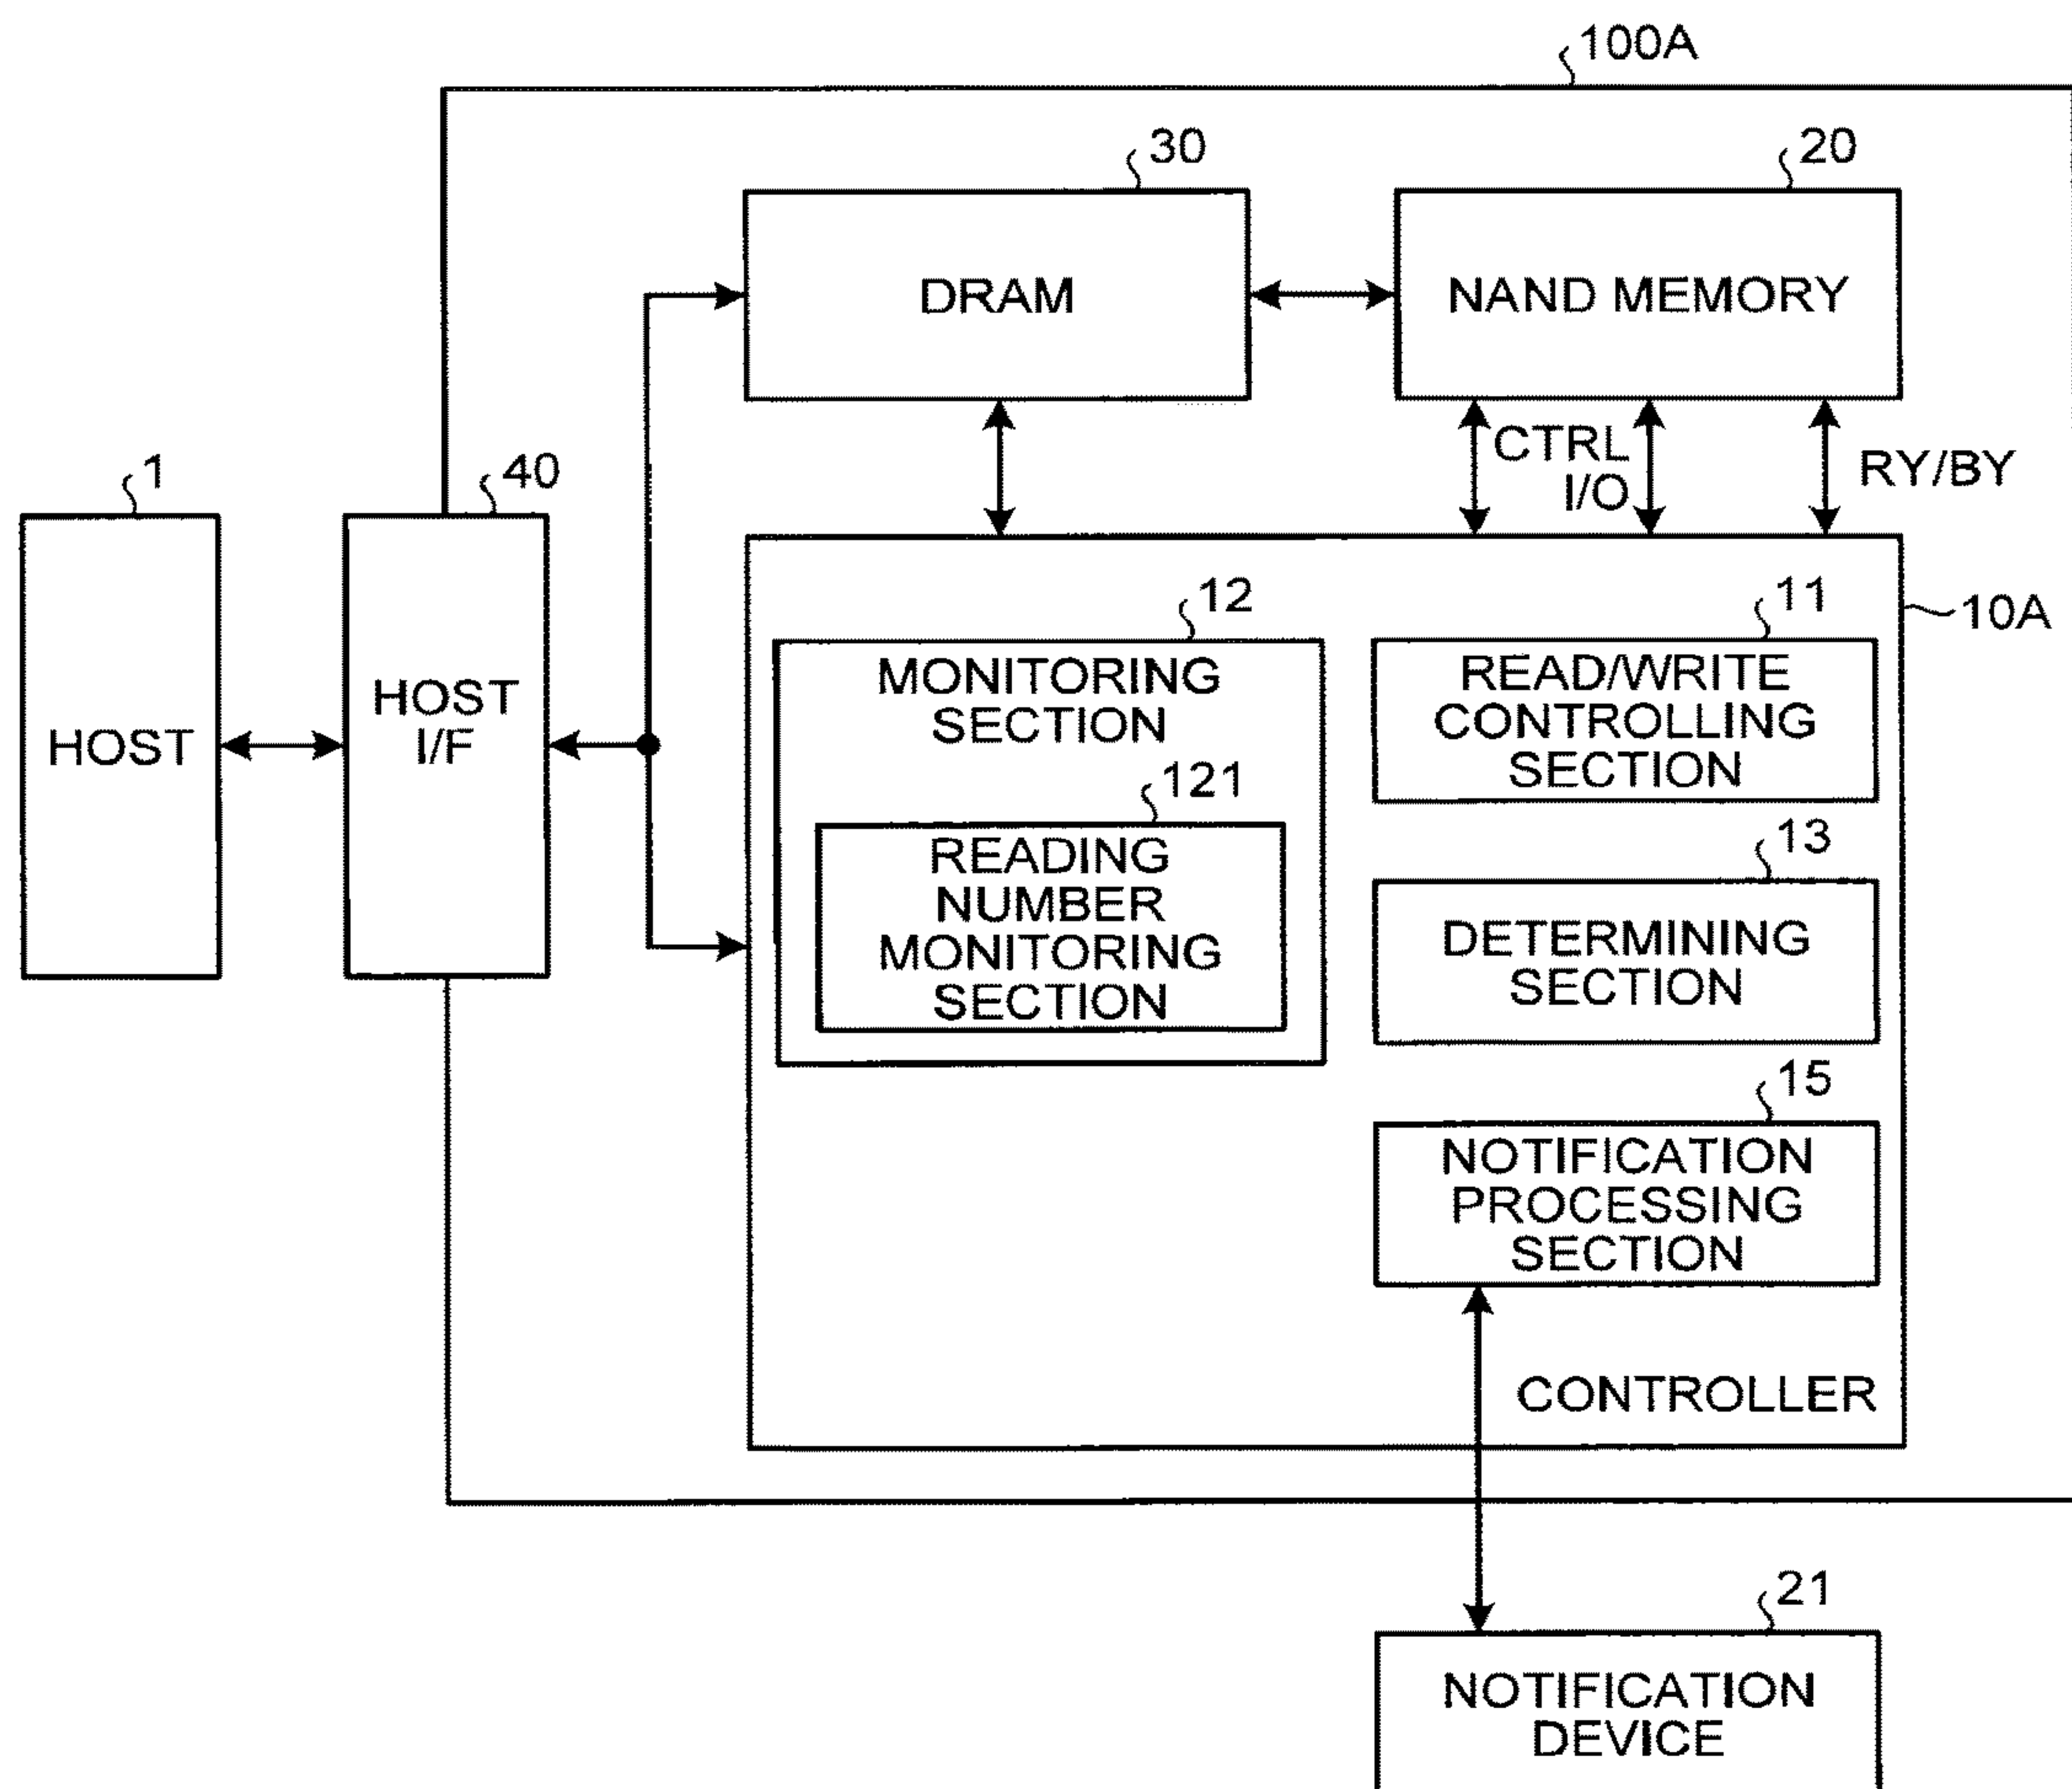 100A
30
20
DRAM
NAND MEMORY
CTRL
I/O
RY/BY
1
40
HOST
HOST
I/F
10A
12
MONITORING
SECTION
121
READING
NUMBER
MONITORING
SECTION
11
READ/WRITE
CONTROLLING
SECTION
13
DETERMINING
SECTION
15
NOTIFICATION
PROCESSING
SECTION
CONTROLLER
21
NOTIFICATION
DEVICE